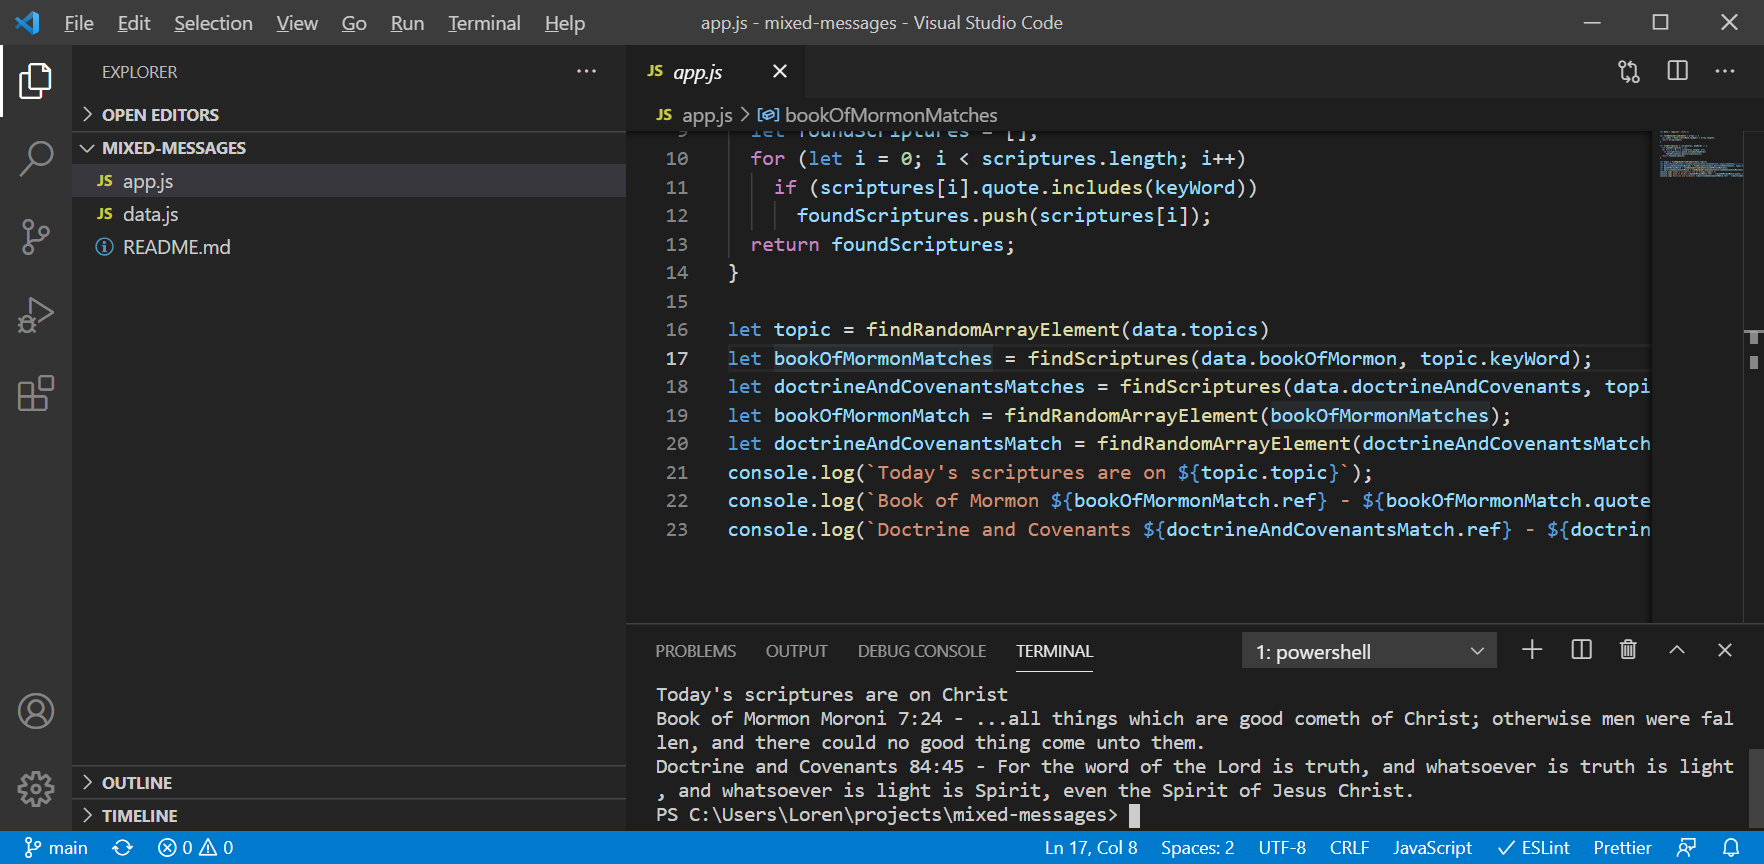 File Edit Selection View Go Run Terminal Help app.js - mixed-messages - Visual Studio Code
EXPLORER
OPEN EDITORS
MIXED-MESSAGES
JS app.js
JS data.js
README.md
OUTLINE
TIMELINE
JS app.js
JS app.js > bookOfMormonMatches
9 let foundScriptures = [];
10 for (let i = 0; i < scriptures.length; i++)
11 if (scriptures[i].quote.includes(keyWord))
12 foundScriptures.push(scriptures[i]);
13 return foundScriptures;
14 }
15
16 let topic = findRandomArrayElement(data.topics)
17 let bookOfMormonMatches = findScriptures(data.bookOfMormon, topic.keyWord);
18 let doctrineAndCovenantsMatches = findScriptures(data.doctrineAndCovenants, topi
19 let bookOfMormonMatch = findRandomArrayElement(bookOfMormonMatches);
20 let doctrineAndCovenantsMatch = findRandomArrayElement(doctrineAndCovenantsMatch
21 console.log(`Today's scriptures are on ${topic.topic}`);
22 console.log(`Book of Mormon ${bookOfMormonMatch.ref} - ${bookOfMormonMatch.quote
23 console.log(`Doctrine and Covenants ${doctrineAndCovenantsMatch.ref} - ${doctrin
PROBLEMS OUTPUT DEBUG CONSOLE TERMINAL 1: powershell
Today's scriptures are on Christ
Book of Mormon Moroni 7:24 - ...all things which are good cometh of Christ; otherwise men were fal
len, and there could no good thing come unto them.
Doctrine and Covenants 84:45 - For the word of the Lord is truth, and whatsoever is truth is light
, and whatsoever is light is Spirit, even the Spirit of Jesus Christ.
PS C:\Users\Loren\projects\mixed-messages>
main 0 0 Ln 17, Col 8 Spaces: 2 UTF-8 CRLF JavaScript ESLint Prettier